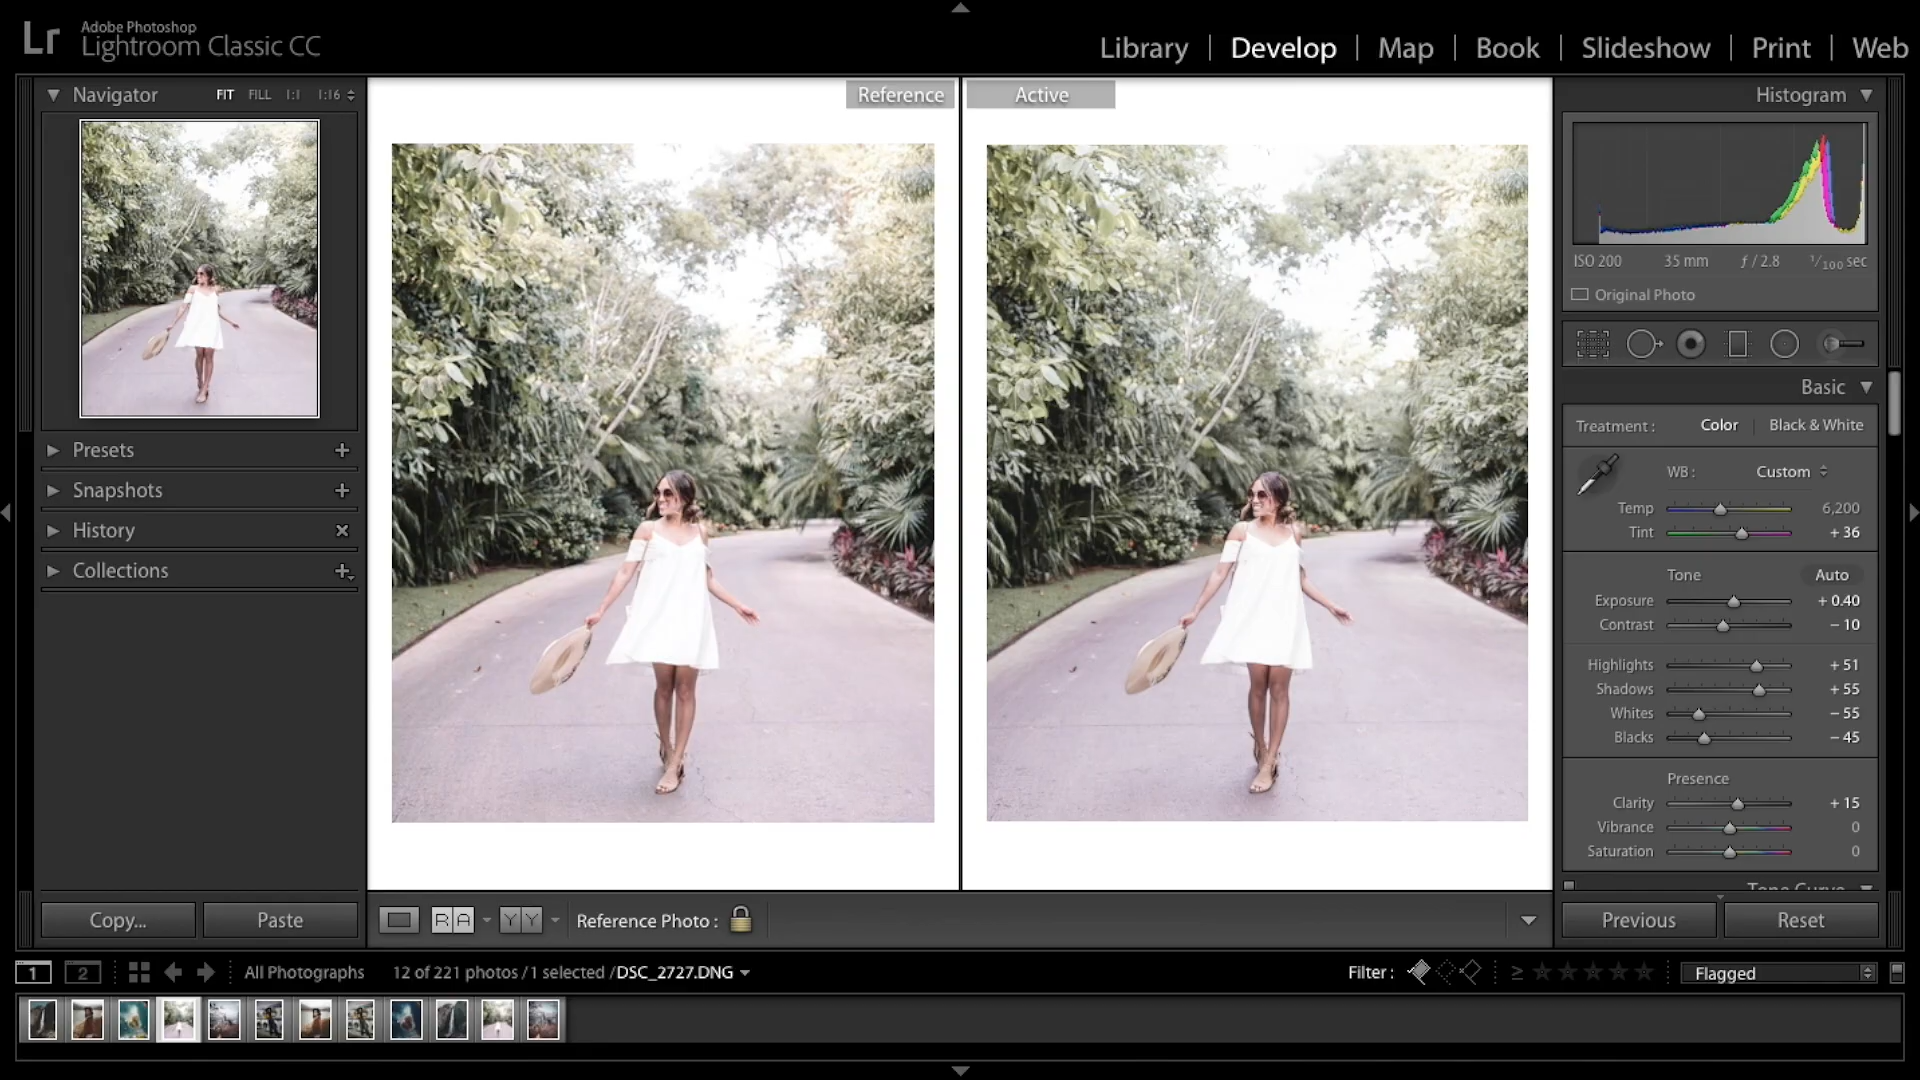 Lr
Adobe Photoshop
Lightroom Classic CC
Library | Develop | Map | Book | Slideshow | Print | Web
Navigator FIT FILL 1:1 1:16
Presets
Snapshots
History
Collections
Copy... Paste
Reference Active
Histogram
ISO 200 35 mm ƒ / 2.8 1/100 sec
Original Photo
Basic
Treatment : Color Black & White
WB : Custom
Temp 6,200
Tint + 36
Tone Auto
Exposure + 0.40
Contrast – 10
Highlights + 51
Shadows + 55
Whites – 55
Blacks – 45
Presence
Clarity + 15
Vibrance 0
Saturation 0
Tone Curve
Previous Reset
R A Y Y Reference Photo :
1 2 All Photographs 12 of 221 photos / 1 selected / DSC_2727.DNG Filter : ≥ Flagged